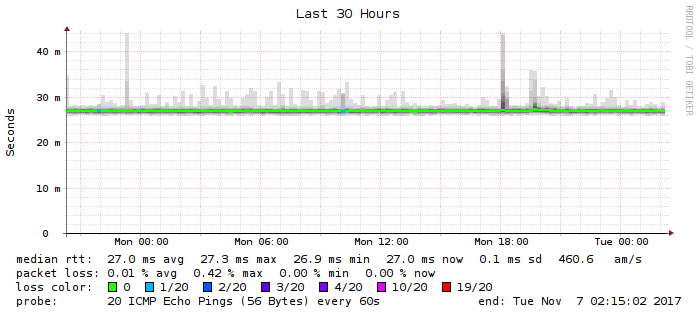 Last 30 Hours
RRDTOOL / TOBI OETIKER
Seconds
40 m
30 m
20 m
10 m
0
Mon 00:00 Mon 06:00 Mon 12:00 Mon 18:00 Tue 00:00
median rtt: 27.0 ms avg 27.3 ms max 26.9 ms min 27.0 ms now 0.1 ms sd 460.6 am/s
packet loss: 0.01 % avg 0.42 % max 0.00 % min 0.00 % now
loss color: 0 1/20 2/20 3/20 4/20 10/20 19/20
probe: 20 ICMP Echo Pings (56 Bytes) every 60s end: Tue Nov 7 02:15:02 2017